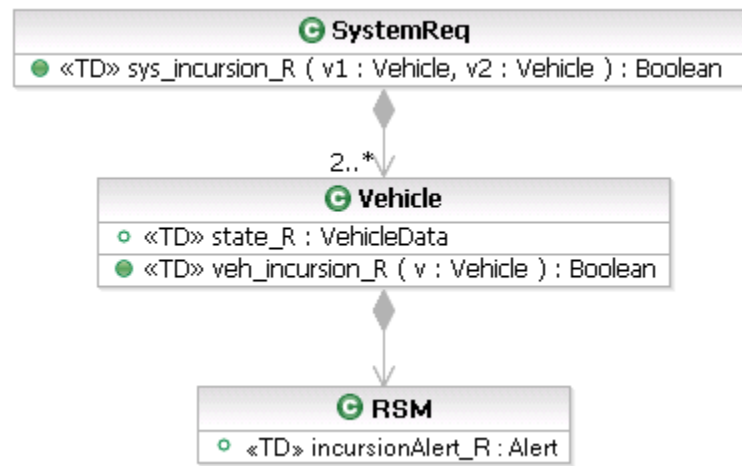 SystemReq
«TD» sys_incursion_R ( v1 : Vehicle, v2 : Vehicle ) : Boolean
2..*
Vehicle
«TD» state_R : VehicleData
«TD» veh_incursion_R ( v : Vehicle ) : Boolean
RSM
«TD» incursionAlert_R : Alert